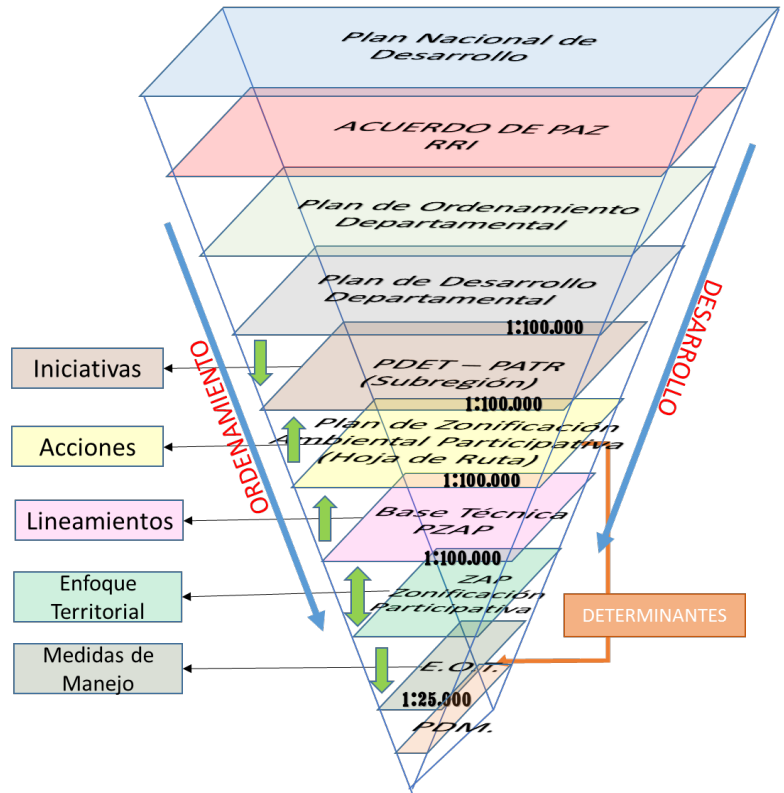 Plan Nacional de
Desarrollo
ACUERDO DE PAZ
RRI
Plan de Ordenamiento
Departamental
Plan de Desarrollo
Departamental
1:100.000
PDET – PATR
(Subregión)
1:100.000
Plan de Zonificación
Ambiental Participativa
(Hoja de Ruta)
1:100.000
Base Técnica
PZAP
1:100.000
ZAP
Zonificación
Participativa
E.O.T.
1:25.000
PDM.
Iniciativas
Acciones
Lineamientos
Enfoque
Territorial
Medidas de
Manejo
ORDENAMIENTO
DESARROLLO
DETERMINANTES